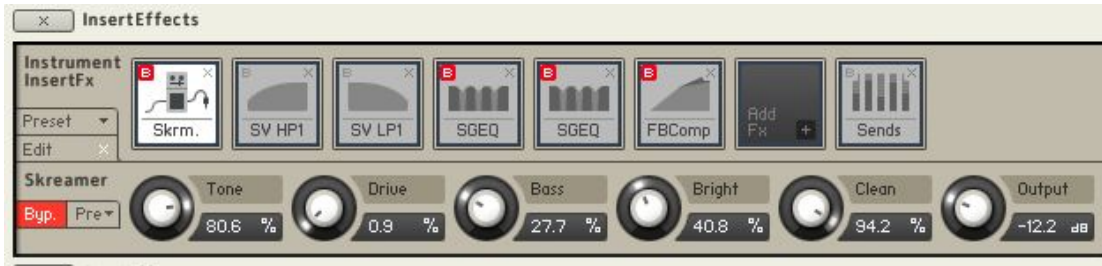 × InsertEffects
Instrument
InsertFx
Preset
Edit ×
B × Skrm.
B × SV HP1
B × SV LP1
B × SGEQ
B × SGEQ
B × FBComp
Add
Fx +
B × Sends
Skreamer
Byp. Pre
Tone
80.6 %
Drive
0.9 %
Bass
27.7 %
Bright
40.8 %
Clean
94.2 %
Output
-12.2 dB